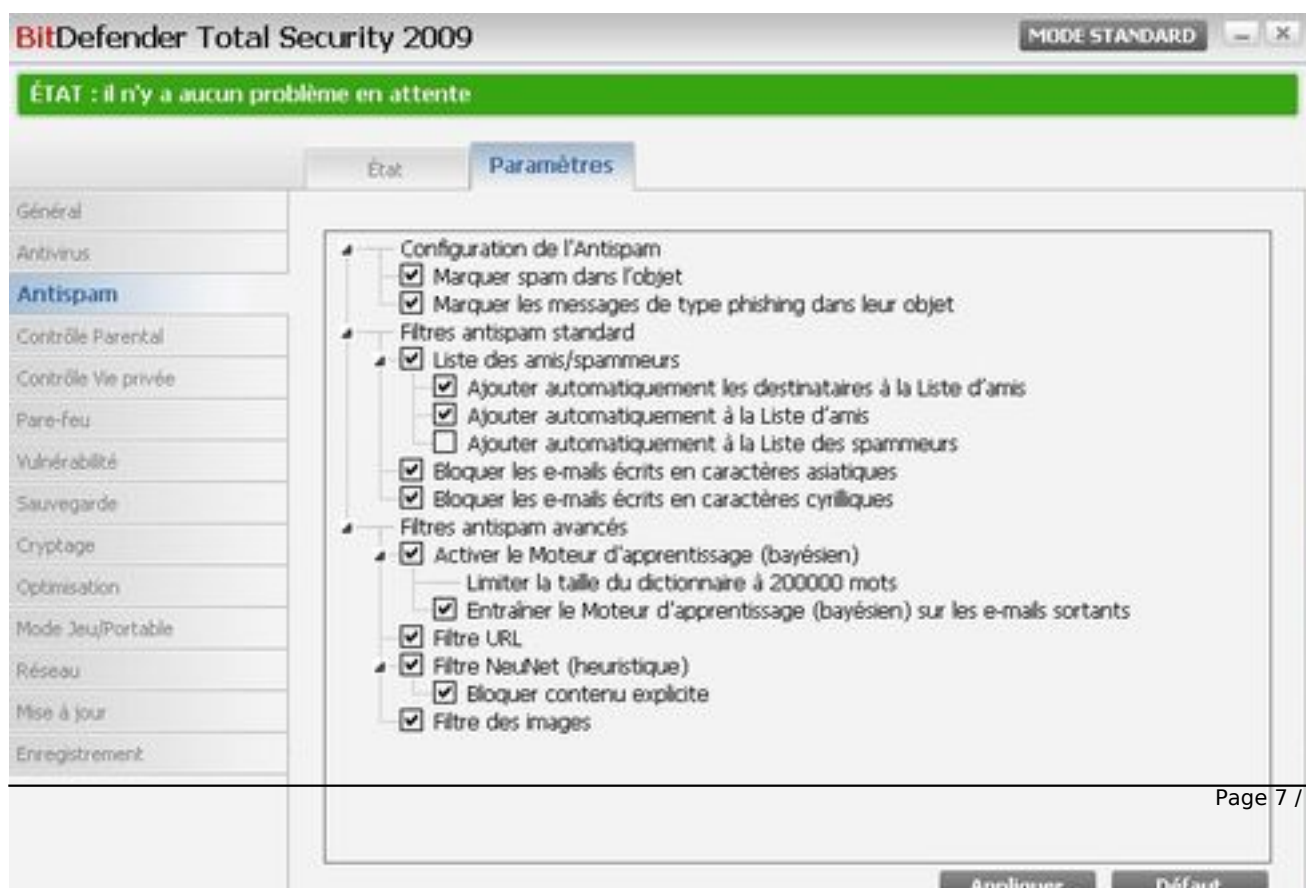 BitDefender Total Security 2009
MODE STANDARD
ÉTAT : il n'y a aucun problème en attente
État
Paramètres
Général
Antivirus
Antispam
Contrôle Parental
Contrôle Vie privée
Pare-feu
Vulnérabilité
Sauvegarde
Cryptage
Optimisation
Mode Jeu/Portable
Réseau
Mise à jour
Enregistrement
Configuration de l'Antispam
Marquer spam dans l'objet
Marquer les messages de type phishing dans leur objet
Filtres antispam standard
Liste des amis/spammeurs
Ajouter automatiquement les destinataires à la Liste d'amis
Ajouter automatiquement à la Liste d'amis
Ajouter automatiquement à la Liste des spammeurs
Bloquer les e-mails écrits en caractères asiatiques
Bloquer les e-mails écrits en caractères cyrilliques
Filtres antispam avancés
Activer le Moteur d'apprentissage (bayésien)
Limiter la taille du dictionnaire à 200000 mots
Entraîner le Moteur d'apprentissage (bayésien) sur les e-mails sortants
Filtre URL
Filtre NeuNet (heuristique)
Bloquer contenu explicite
Filtre des images
Page 7 /
Appliquer
Défaut